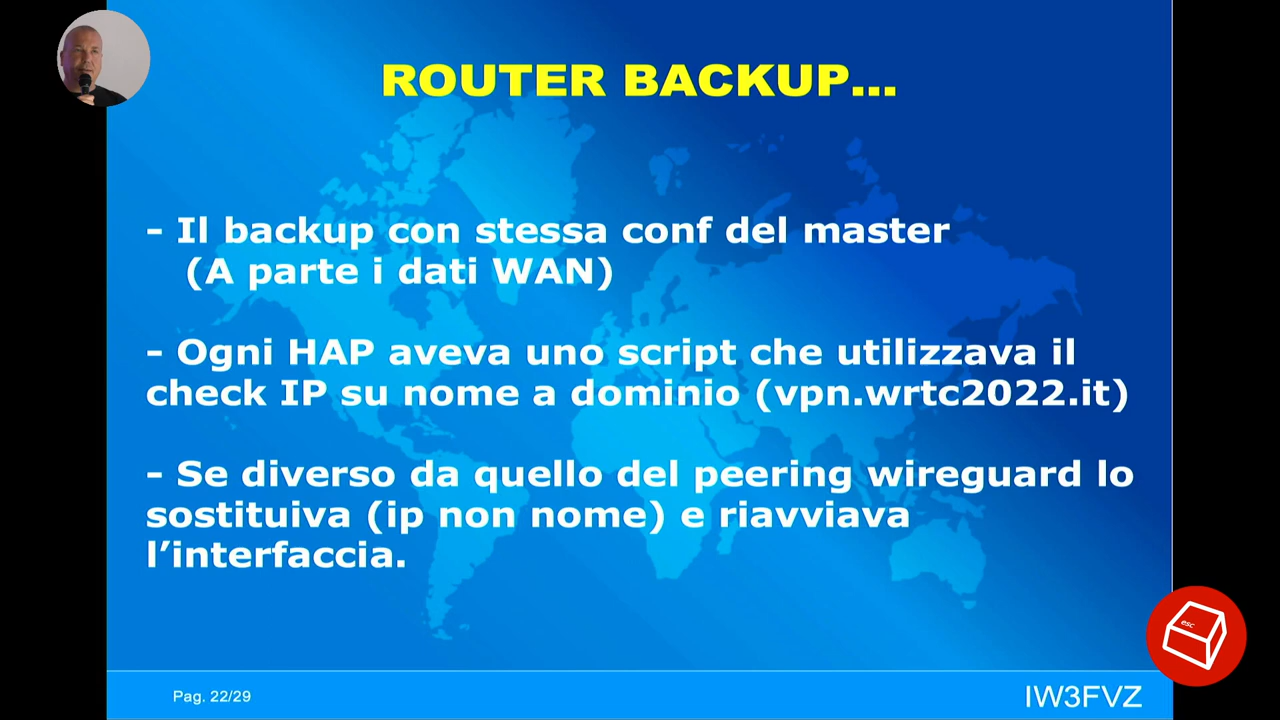 ROUTER BACKUP...
- Il backup con stessa conf del master
(A parte i dati WAN)
- Ogni HAP aveva uno script che utilizzava il
check IP su nome a dominio (vpn.wrtc2022.it)
- Se diverso da quello del peering wireguard lo
sostituiva (ip non nome) e riavviava
l’interfaccia.
esc
Pag. 22/29
IW3FVZ